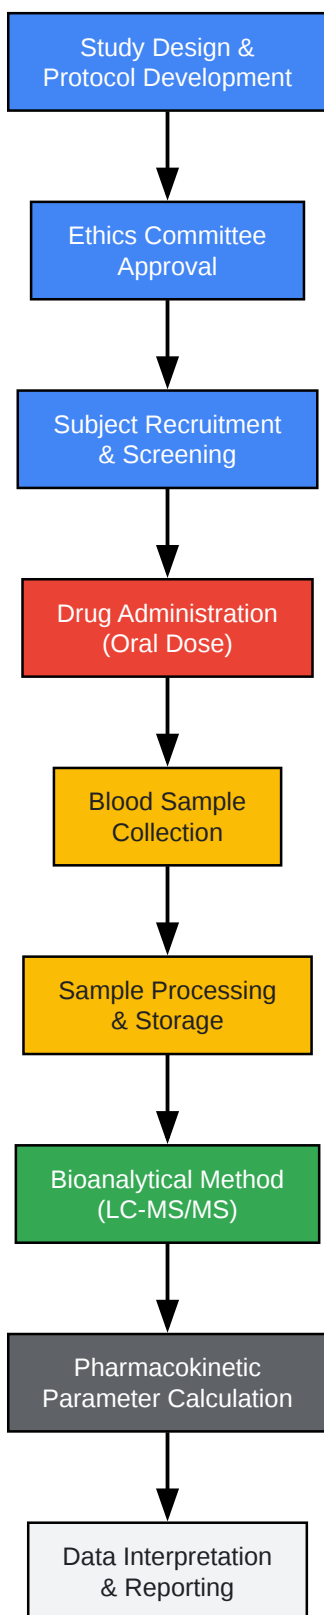 Study Design &
Protocol Development
Ethics Committee
Approval
Subject Recruitment
& Screening
Drug Administration
(Oral Dose)
Blood Sample
Collection
Sample Processing
& Storage
Bioanalytical Method
(LC-MS/MS)
Pharmacokinetic
Parameter Calculation
Data Interpretation
& Reporting